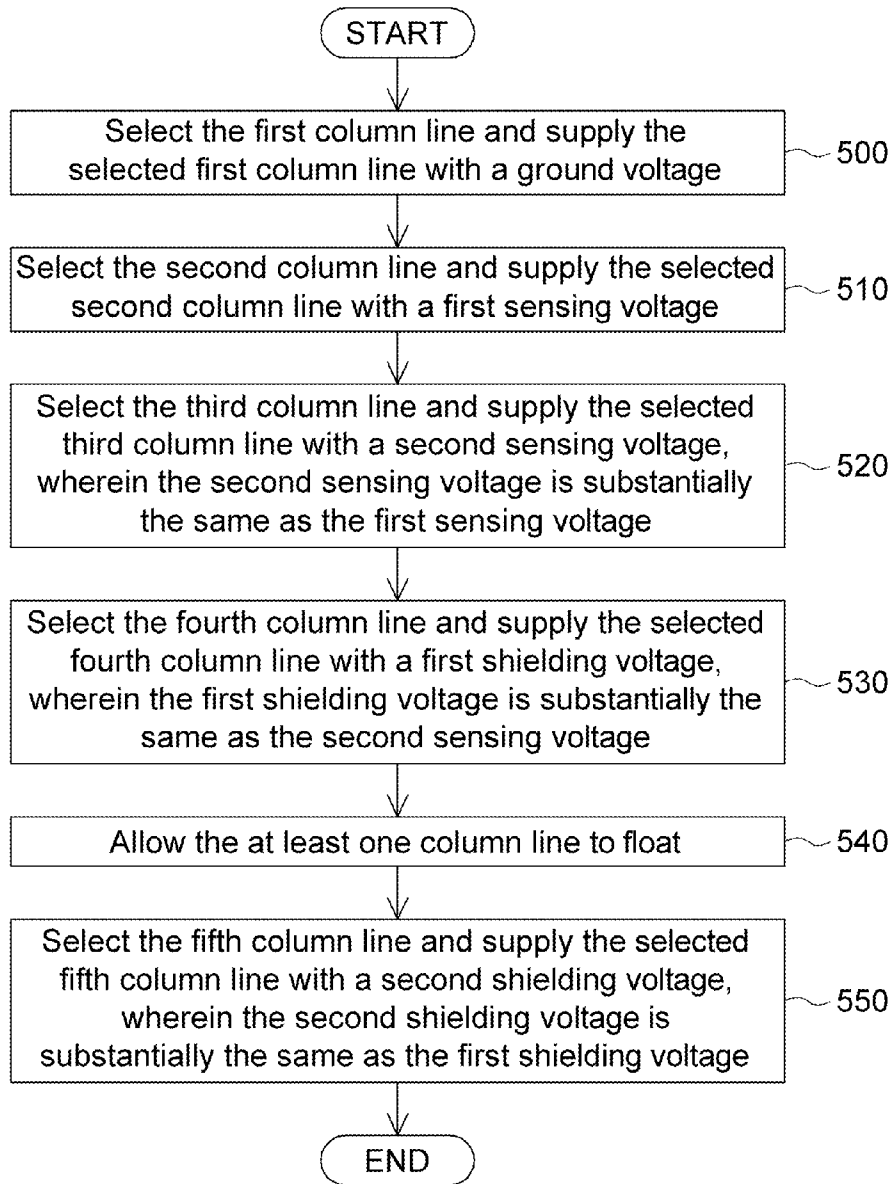 START
Select the first column line and supply the
selected first column line with a ground voltage
500
Select the second column line and supply the selected
second column line with a first sensing voltage
510
Select the third column line and supply the selected
third column line with a second sensing voltage,
wherein the second sensing voltage is substantially
the same as the first sensing voltage
520
Select the fourth column line and supply the selected
fourth column line with a first shielding voltage,
wherein the first shielding voltage is substantially the
same as the second sensing voltage
530
Allow the at least one column line to float
540
Select the fifth column line and supply the selected
fifth column line with a second shielding voltage,
wherein the second shielding voltage is
substantially the same as the first shielding voltage
550
END